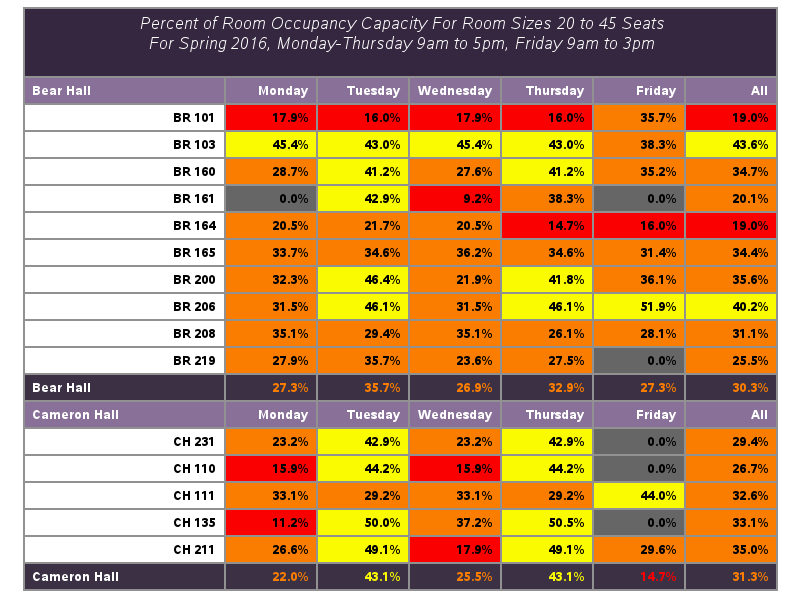 Percent of Room Occupancy Capacity For Room Sizes 20 to 45 Seats
For Spring 2016, Monday-Thursday 9am to 5pm, Friday 9am to 3pm
Bear Hall Monday Tuesday Wednesday Thursday Friday All
BR 101 17.9% 16.0% 17.9% 16.0% 35.7% 19.0%
BR 103 45.4% 43.0% 45.4% 43.0% 38.3% 43.6%
BR 160 28.7% 41.2% 27.6% 41.2% 35.2% 34.7%
BR 161 0.0% 42.9% 9.2% 38.3% 0.0% 20.1%
BR 164 20.5% 21.7% 20.5% 14.7% 16.0% 19.0%
BR 165 33.7% 34.6% 36.2% 34.6% 31.4% 34.4%
BR 200 32.3% 46.4% 21.9% 41.8% 36.1% 35.6%
BR 206 31.5% 46.1% 31.5% 46.1% 51.9% 40.2%
BR 208 35.1% 29.4% 35.1% 26.1% 28.1% 31.1%
BR 219 27.9% 35.7% 23.6% 27.5% 0.0% 25.5%
Bear Hall 27.3% 35.7% 26.9% 32.9% 27.3% 30.3%
Cameron Hall Monday Tuesday Wednesday Thursday Friday All
CH 231 23.2% 42.9% 23.2% 42.9% 0.0% 29.4%
CH 110 15.9% 44.2% 15.9% 44.2% 0.0% 26.7%
CH 111 33.1% 29.2% 33.1% 29.2% 44.0% 32.6%
CH 135 11.2% 50.0% 37.2% 50.5% 0.0% 33.1%
CH 211 26.6% 49.1% 17.9% 49.1% 29.6% 35.0%
Cameron Hall 22.0% 43.1% 25.5% 43.1% 14.7% 31.3%